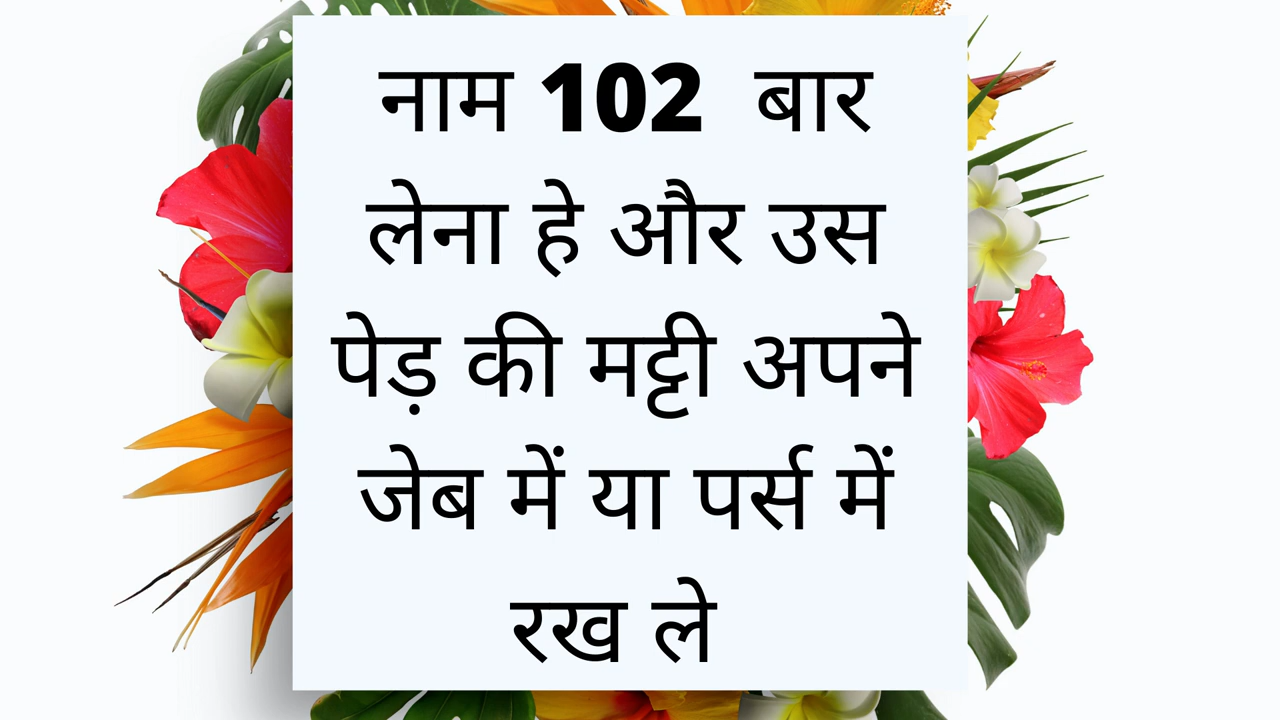 नाम 102 बार
लेना हे और उस
पेड़ की मट्टी अपने
जेब में या पर्स में
रख ले